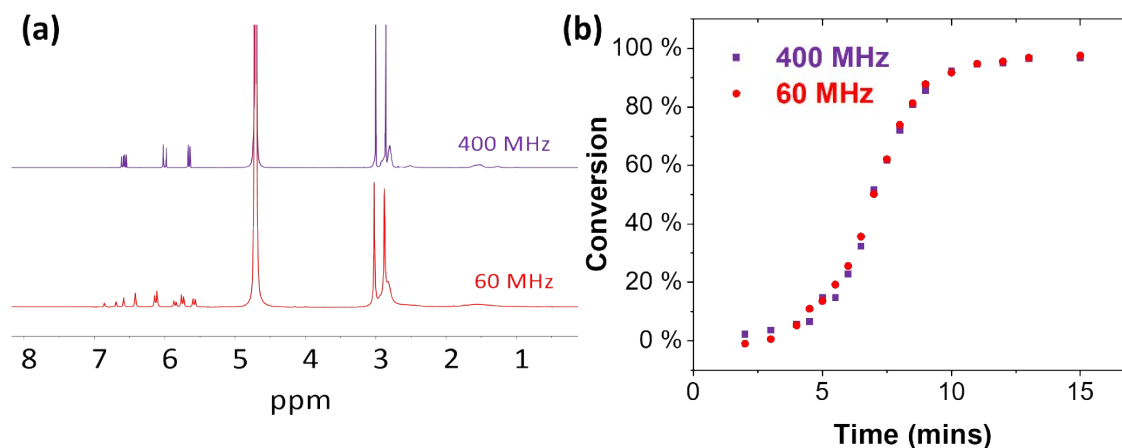 (a)
400 MHz
60 MHz
8 7 6 5 4 3 2 1
ppm
(b)
100 %
80 %
60 %
40 %
20 %
0 %
Conversion
400 MHz
60 MHz
0 5 10 15
Time (mins)